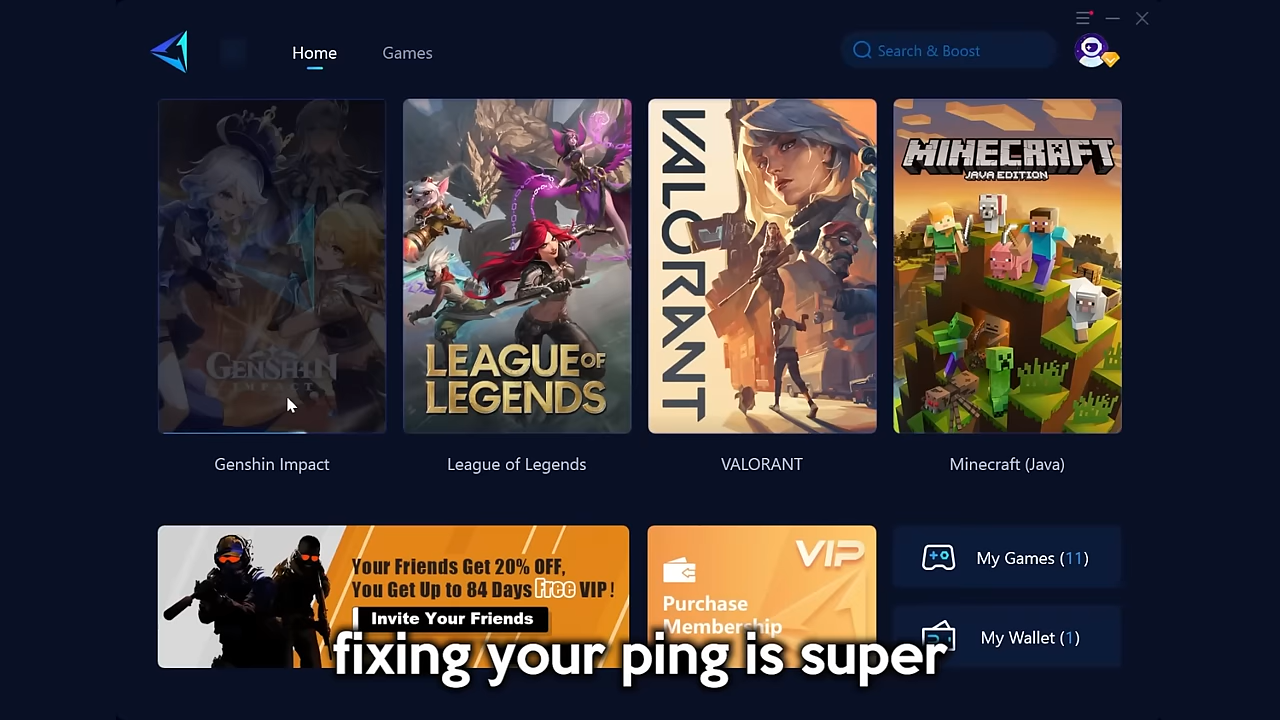 Home
Games
Search & Boost
GENSHIN
IMPACT
LEAGUE OF
LEGENDS
VALORANT
MINECRAFT
JAVA EDITION
Genshin Impact
League of Legends
VALORANT
Minecraft (Java)
Your Friends Get 20% OFF,
You Get Up to 84 Days Free VIP!
Invite Your Friends
VIP
Purchase
Membership
My Games (11)
My Wallet (1)
fixing your ping is super